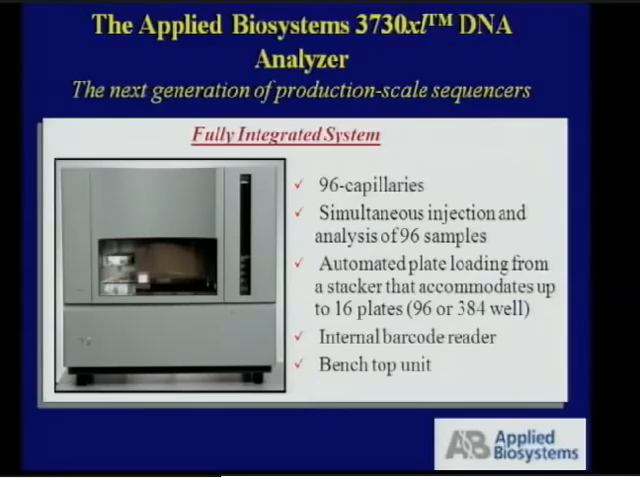 The Applied Biosystems 3730xl™ DNA
Analyzer
The next generation of production-scale sequencers
Fully Integrated System
✓ 96-capillaries
✓ Simultaneous injection and
analysis of 96 samples
✓ Automated plate loading from
a stacker that accommodates up
to 16 plates (96 or 384 well)
✓ Internal barcode reader
✓ Bench top unit
AB Applied
Biosystems